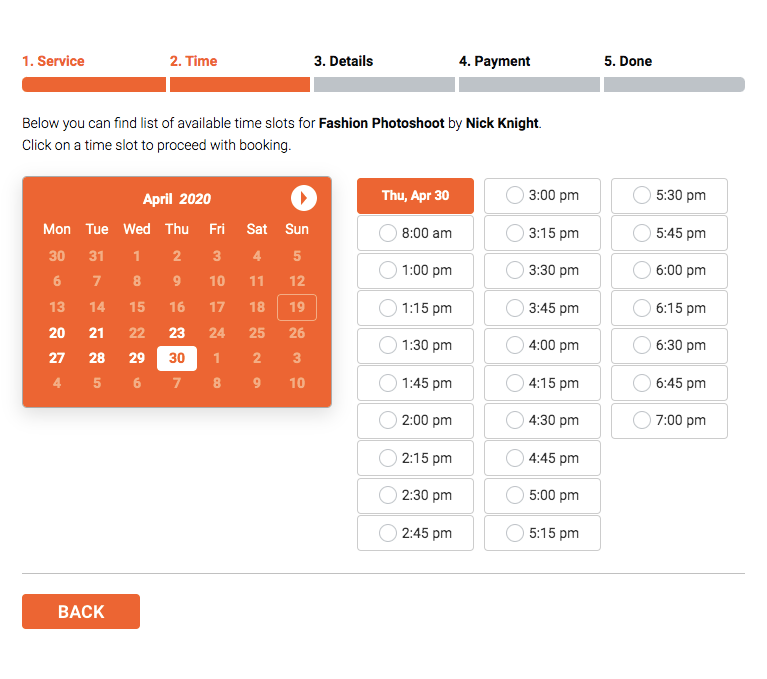 1. Service 2. Time 3. Details 4. Payment 5. Done
Below you can find list of available time slots for Fashion Photoshoot by Nick Knight.
Click on a time slot to proceed with booking.
April 2020
Mon Tue Wed Thu Fri Sat Sun
30 31 1 2 3 4 5
6 7 8 9 10 11 12
13 14 15 16 17 18 19
20 21 22 23 24 25 26
27 28 29 30 1 2 3
4 5 6 7 8 9 10
Thu, Apr 30
8:00 am
1:00 pm
1:15 pm
1:30 pm
1:45 pm
2:00 pm
2:15 pm
2:30 pm
2:45 pm
3:00 pm
3:15 pm
3:30 pm
3:45 pm
4:00 pm
4:15 pm
4:30 pm
4:45 pm
5:00 pm
5:15 pm
5:30 pm
5:45 pm
6:00 pm
6:15 pm
6:30 pm
6:45 pm
7:00 pm
BACK